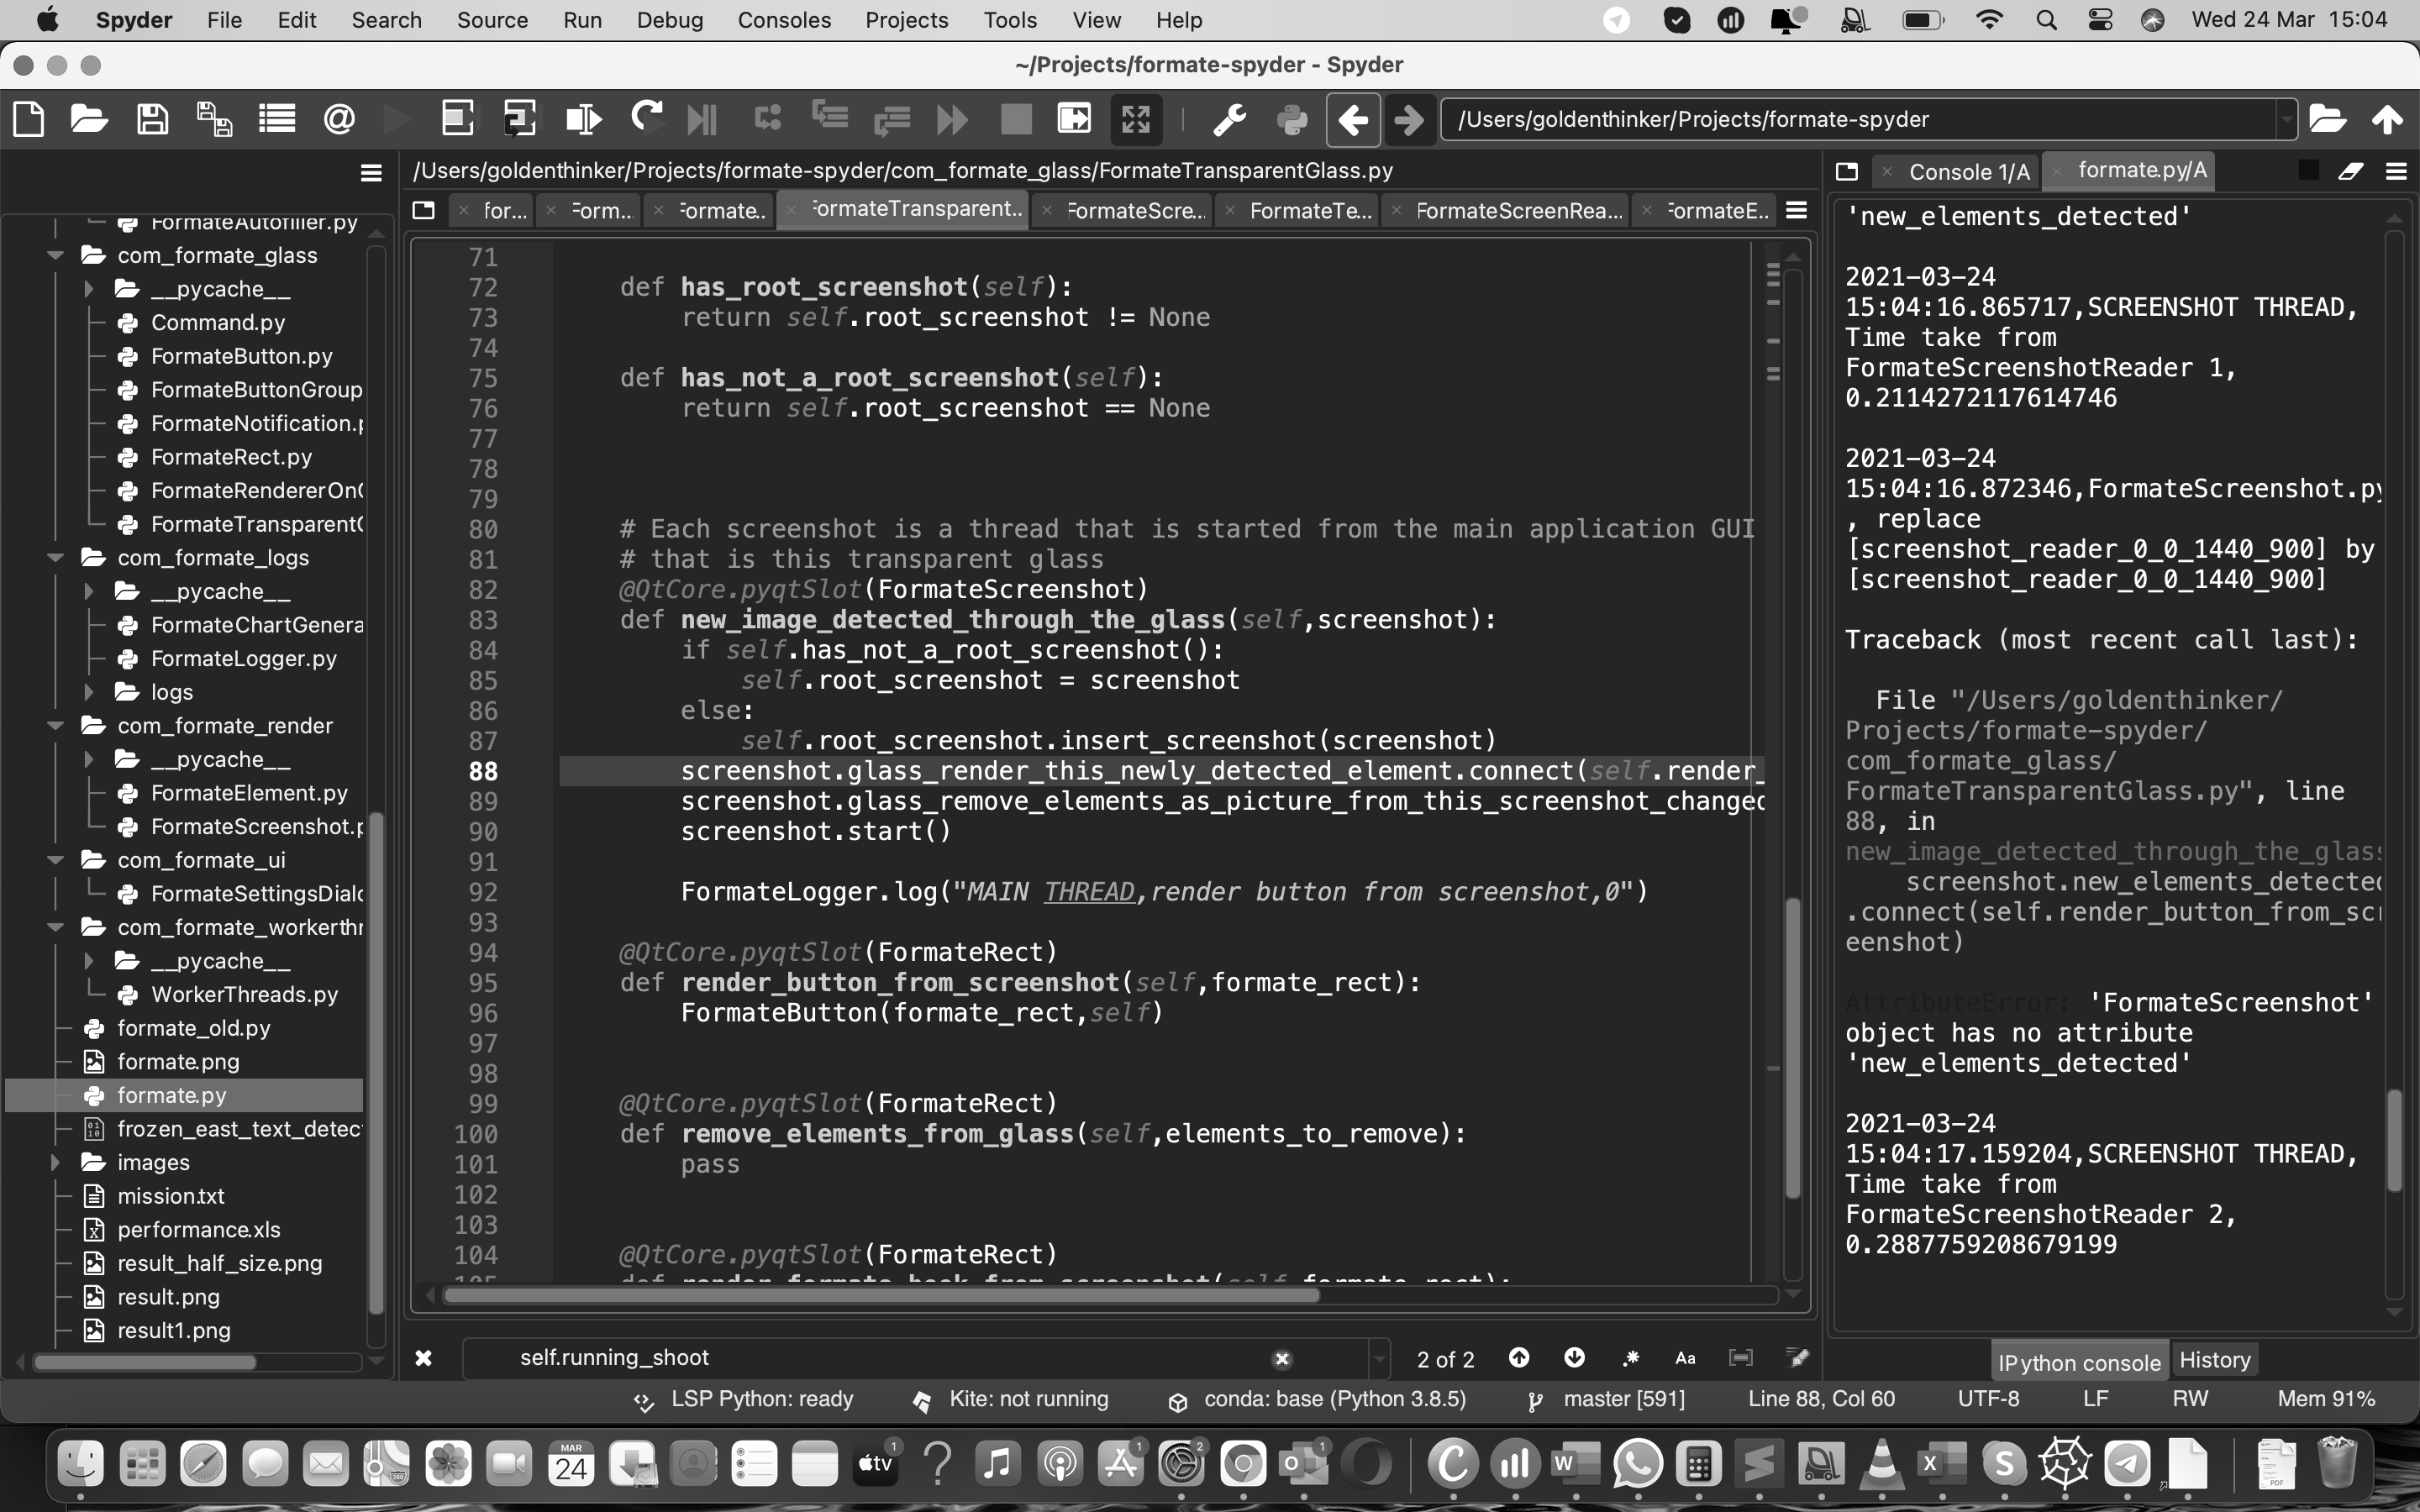 Spyder File Edit Search Source Run Debug Consoles Projects Tools View Help Wed 24 Mar 15:04
~/Projects/formate-spyder - Spyder
/Users/goldenthinker/Projects/formate-spyder
/Users/goldenthinker/Projects/formate-spyder/com_formate_glass/FormateTransparentGlass.py
for... Form... Formate.. FormateTransparent.. FormateScre... FormateTe... FormateScreenRea... FormateE..
Console 1/A formate.py/A
FormateAutofiller.py
com_formate_glass
__pycache__
Command.py
FormateButton.py
FormateButtonGroup
FormateNotification.p
FormateRect.py
FormateRendererOn
FormateTransparent
com_formate_logs
__pycache__
FormateChartGenera
FormateLogger.py
logs
com_formate_render
__pycache__
FormateElement.py
FormateScreenshot.p
com_formate_ui
FormateSettingsDial
com_formate_workerthr
__pycache__
WorkerThreads.py
formate_old.py
formate.png
formate.py
frozen_east_text_detec
images
mission.txt
performance.xls
result_half_size.png
result.png
result1.png
71
72 def has_root_screenshot(self):
73 return self.root_screenshot != None
74
75 def has_not_a_root_screenshot(self):
76 return self.root_screenshot == None
77
78
79
80 # Each screenshot is a thread that is started from the main application GUI
81 # that is this transparent glass
82 @QtCore.pyqtSlot(FormateScreenshot)
83 def new_image_detected_through_the_glass(self,screenshot):
84 if self.has_not_a_root_screenshot():
85 self.root_screenshot = screenshot
86 else:
87 self.root_screenshot.insert_screenshot(screenshot)
88 screenshot.glass_render_this_newly_detected_element.connect(self.render_
89 screenshot.glass_remove_elements_as_picture_from_this_screenshot_changed
90 screenshot.start()
91
92 FormateLogger.log("MAIN THREAD,render button from screenshot,0")
93
94 @QtCore.pyqtSlot(FormateRect)
95 def render_button_from_screenshot(self,formate_rect):
96 FormateButton(formate_rect,self)
97
98
99 @QtCore.pyqtSlot(FormateRect)
100 def remove_elements_from_glass(self,elements_to_remove):
101 pass
102
103
104 @QtCore.pyqtSlot(FormateRect)
105 def render_formate_hook_from_screenshot(self,formate_rect):
'new_elements_detected'
2021-03-24
15:04:16.865717,SCREENSHOT THREAD,
Time take from
FormateScreenshotReader 1,
0.2114272117614746
2021-03-24
15:04:16.872346,FormateScreenshot.py
, replace
[screenshot_reader_0_0_1440_900] by
[screenshot_reader_0_0_1440_900]
Traceback (most recent call last):
File "/Users/goldenthinker/
Projects/formate-spyder/
com_formate_glass/
FormateTransparentGlass.py", line
88, in
new_image_detected_through_the_glass
screenshot.new_elements_detected
.connect(self.render_button_from_scr
eenshot)
AttributeError: 'FormateScreenshot'
object has no attribute
'new_elements_detected'
2021-03-24
15:04:17.159204,SCREENSHOT THREAD,
Time take from
FormateScreenshotReader 2,
0.2887759208679199
self.running_shoot 2 of 2 Aa
IPython console History
LSP Python: ready Kite: not running conda: base (Python 3.8.5) master [591] Line 88, Col 60 UTF-8 LF RW Mem 91%
MAR
24
tv
1
1
2
1
W
X
S
PDF